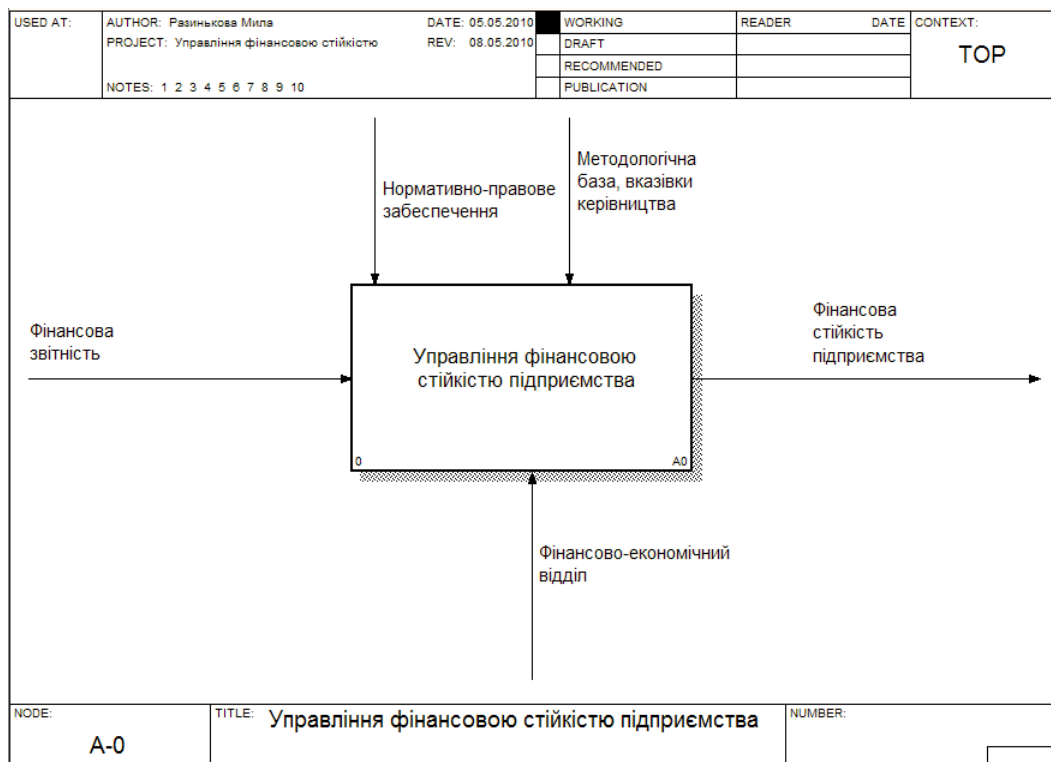 USED AT:
AUTHOR: Разинькова Мила
DATE: 05.05.2010
WORKING
READER
DATE
CONTEXT:
PROJECT: Управління фінансовою стійкістю
REV: 08.05.2010
DRAFT
TOP
RECOMMENDED
NOTES: 1 2 3 4 5 6 7 8 9 10
PUBLICATION
Нормативно-правове
забеспечення
Методологічна
база, вказівки
керівництва
Фінансова
звітність
Управління фінансовою
стійкістю підприємства
0
A0
Фінансова
стійкість
підприємства
Фінансово-економічний
відділ
NODE:
A-0
TITLE: Управління фінансовою стійкістю підприємства
NUMBER: